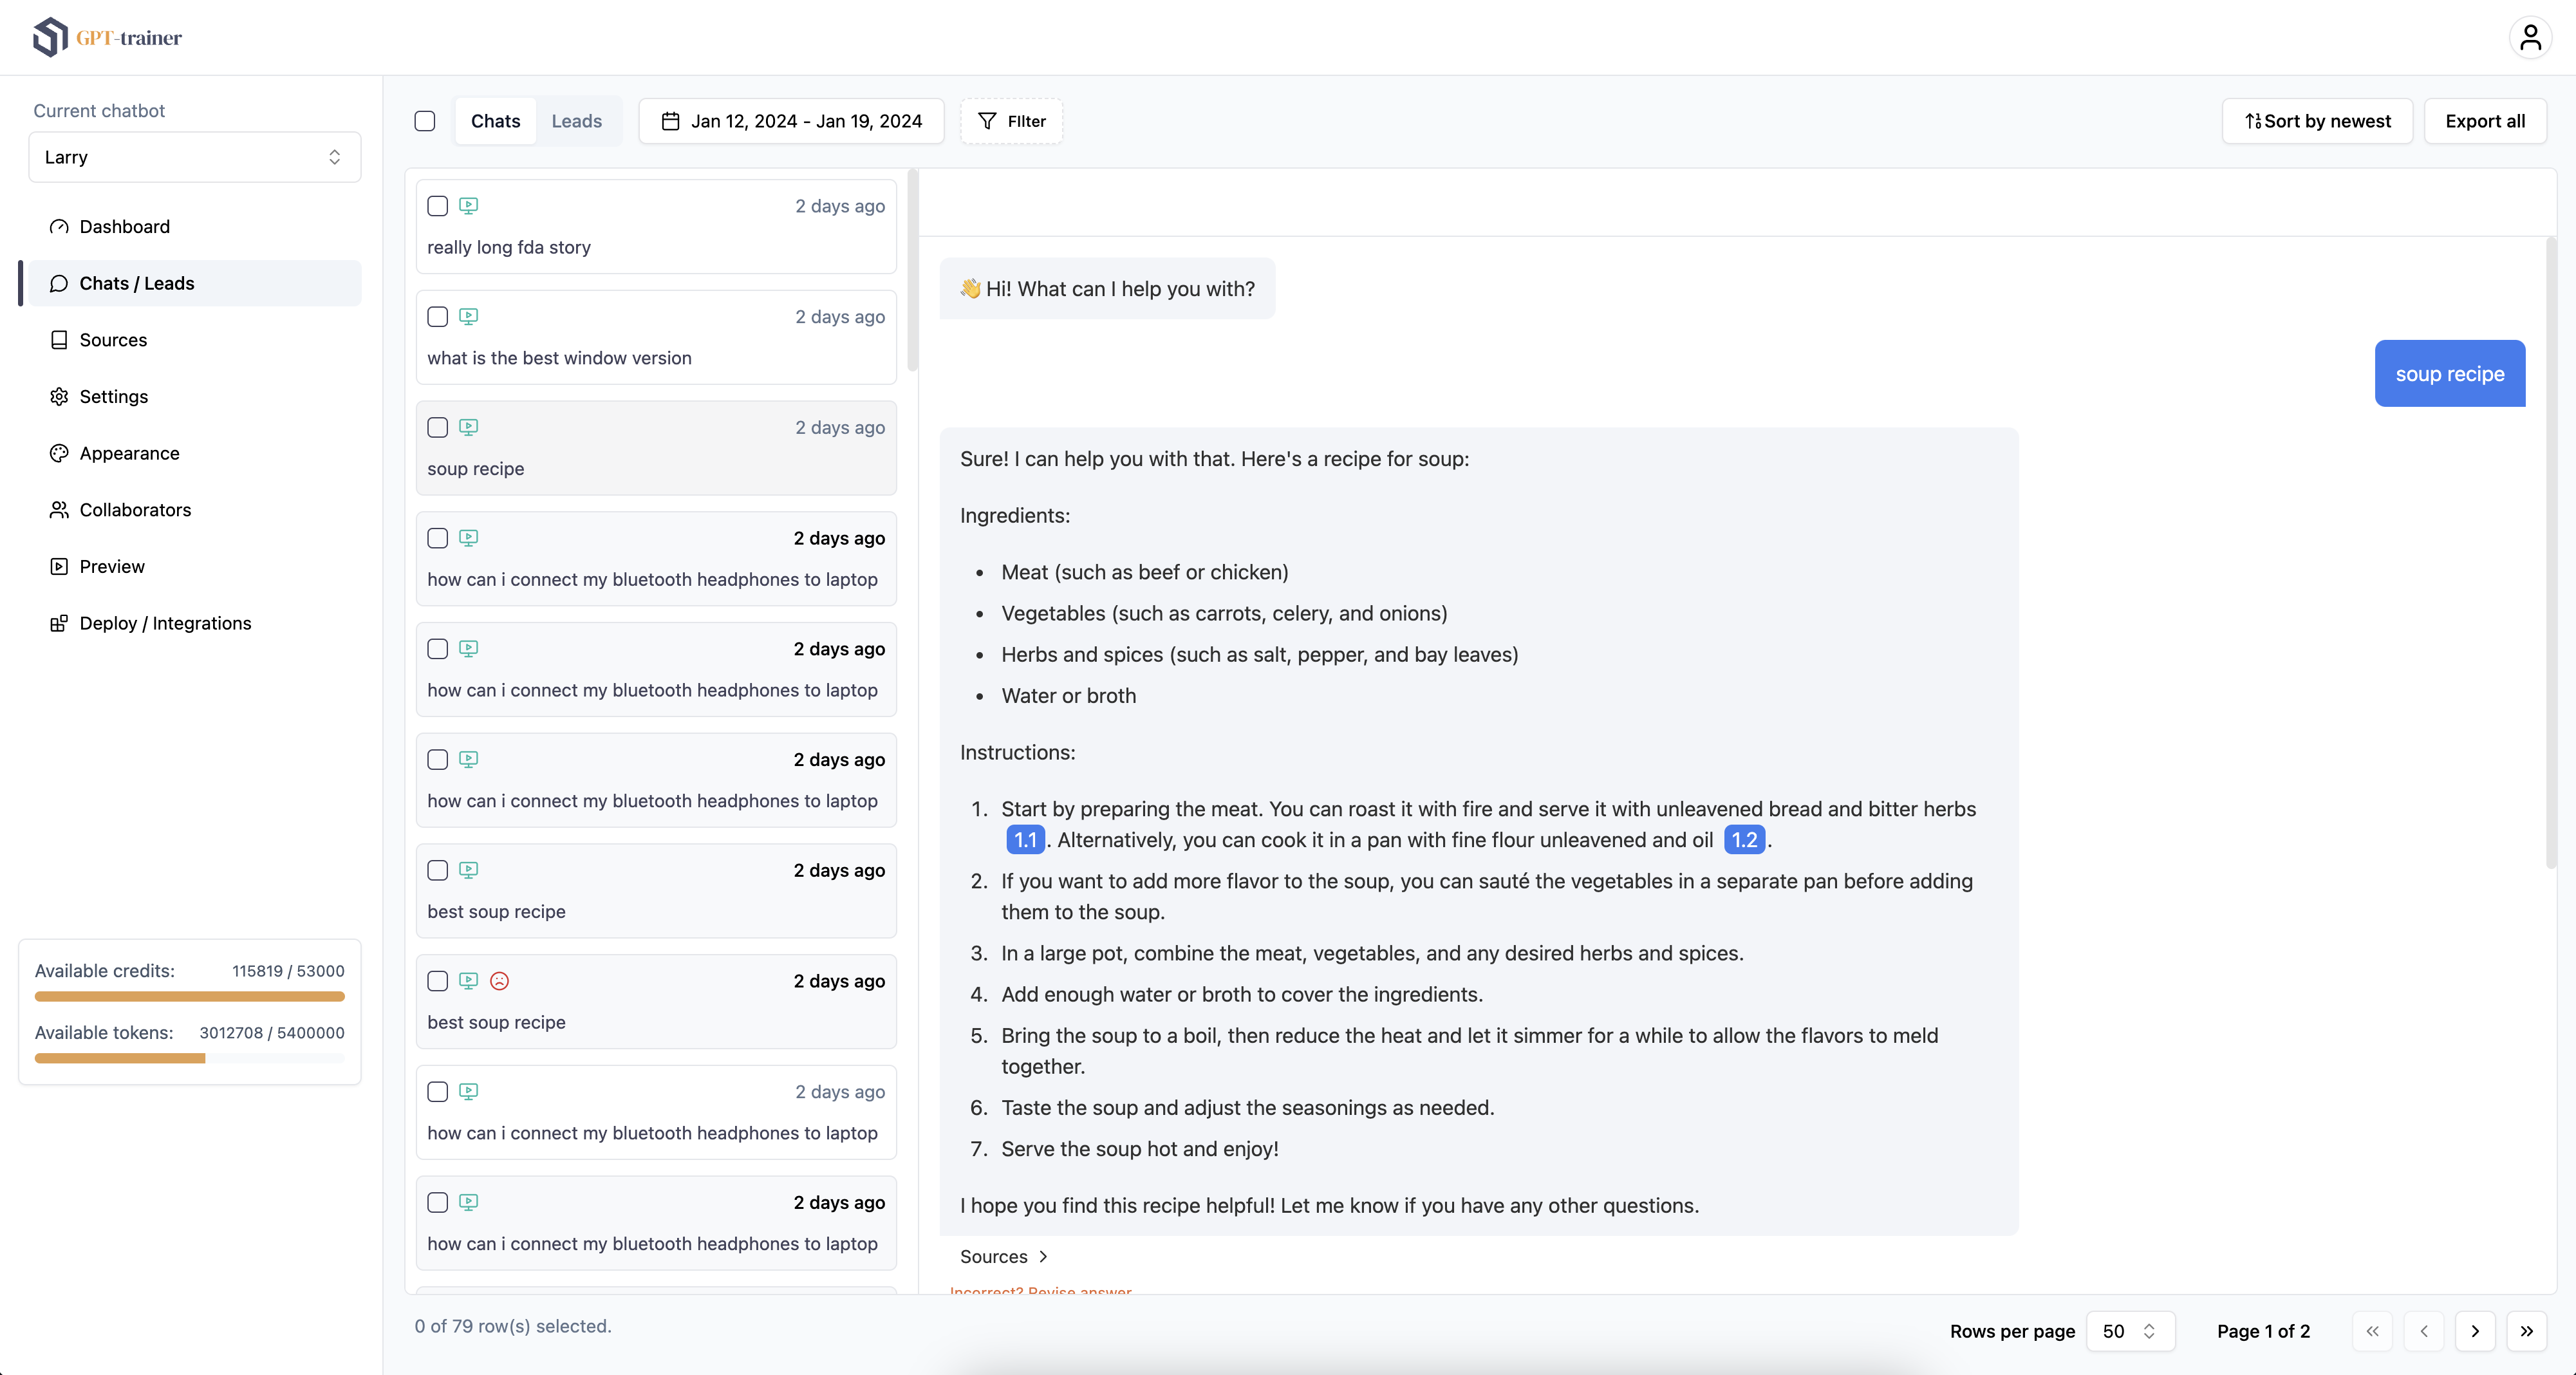 GPT-trainer
Current chatbot
Larry
Dashboard
Chats / Leads
Sources
Settings
Appearance
Collaborators
Preview
Deploy / Integrations
Available credits: 115819 / 53000
Available tokens: 3012708 / 5400000
Chats Leads Jan 12, 2024 - Jan 19, 2024 FIlter Sort by newest Export all
2 days ago
really long fda story
2 days ago
what is the best window version
2 days ago
soup recipe
2 days ago
how can i connect my bluetooth headphones to laptop
2 days ago
how can i connect my bluetooth headphones to laptop
2 days ago
how can i connect my bluetooth headphones to laptop
2 days ago
best soup recipe
2 days ago
best soup recipe
2 days ago
how can i connect my bluetooth headphones to laptop
2 days ago
how can i connect my bluetooth headphones to laptop
👋 Hi! What can I help you with?
soup recipe
Sure! I can help you with that. Here's a recipe for soup:
Ingredients:
• Meat (such as beef or chicken)
• Vegetables (such as carrots, celery, and onions)
• Herbs and spices (such as salt, pepper, and bay leaves)
• Water or broth
Instructions:
1. Start by preparing the meat. You can roast it with fire and serve it with unleavened bread and bitter herbs
1.1 . Alternatively, you can cook it in a pan with fine flour unleavened and oil 1.2 .
2. If you want to add more flavor to the soup, you can sauté the vegetables in a separate pan before adding
them to the soup.
3. In a large pot, combine the meat, vegetables, and any desired herbs and spices.
4. Add enough water or broth to cover the ingredients.
5. Bring the soup to a boil, then reduce the heat and let it simmer for a while to allow the flavors to meld
together.
6. Taste the soup and adjust the seasonings as needed.
7. Serve the soup hot and enjoy!
I hope you find this recipe helpful! Let me know if you have any other questions.
Sources
Incorrect? Revise answer
0 of 79 row(s) selected.
Rows per page 50 Page 1 of 2